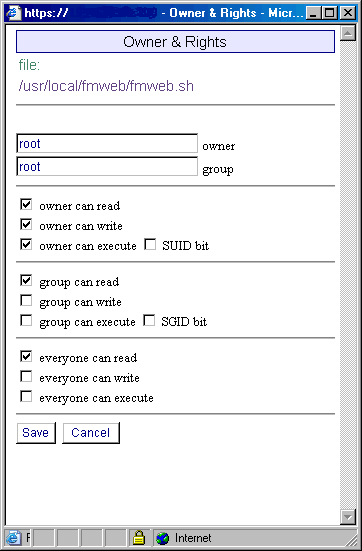 https:// - Owner & Rights - Micr...
Owner & Rights
file:
/usr/local/fmweb/fmweb.sh
root owner
root group
owner can read
owner can write
owner can execute SUID bit
group can read
group can write
group can execute SGID bit
everyone can read
everyone can write
everyone can execute
Save Cancel
Internet